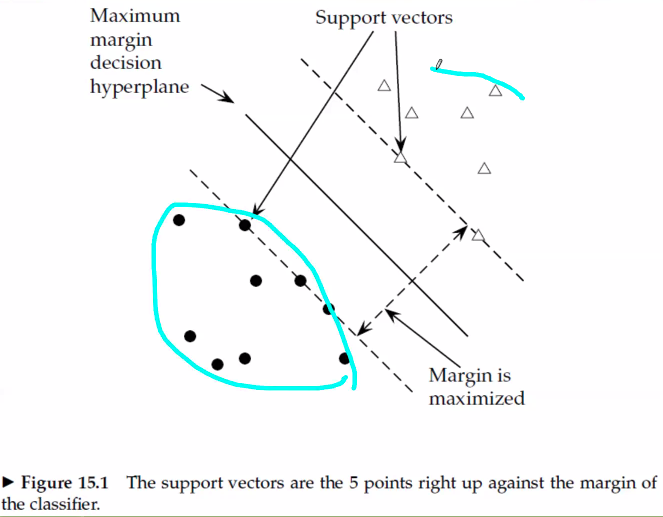 Maximum
margin
decision
hyperplane
Support vectors
Margin is
maximized
► Figure 15.1 The support vectors are the 5 points right up against the margin of
the classifier.